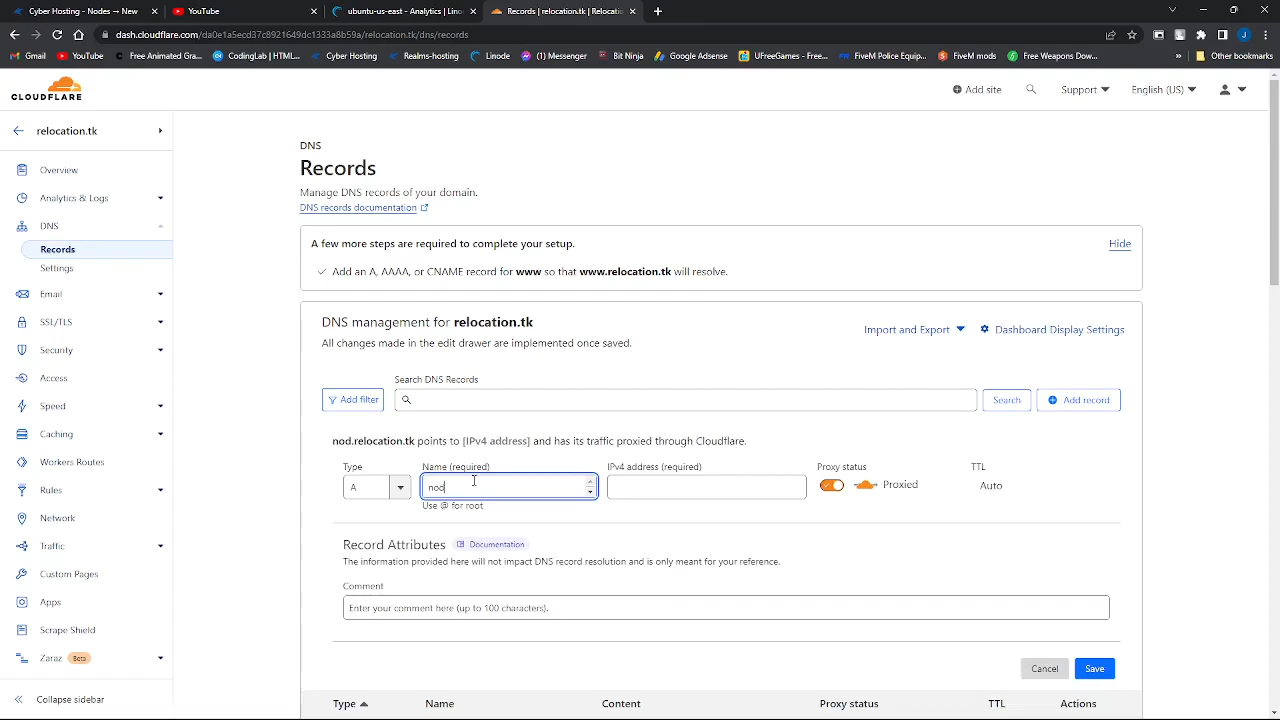 Cyber Hosting - Nodes → New
YouTube
ubuntu-us-east - Analytics | Lino
Records | relocation.tk | Relocatio
dash.cloudflare.com/da0e1a5ecd37c8921649dc1333a8b59a/relocation.tk/dns/records
Gmail
YouTube
Free Animated Gra...
CodingLab | HTML...
Cyber Hosting
Realms-hosting
Linode
(1) Messenger
Bit Ninja
Google Adsense
UreeGames - Free...
FiveM Police Equip...
FiveM mods
Free Weapons Dow...
Other bookmarks
CLOUDFLARE
Add site
Support
English (US)
relocation.tk
Overview
Analytics & Logs
DNS
Records
Settings
Email
SSL/TLS
Security
Access
Speed
Caching
Workers Routes
Rules
Network
Traffic
Custom Pages
Apps
Scrape Shield
Zaraz Beta
Collapse sidebar
DNS
Records
Manage DNS records of your domain.
DNS records documentation
A few more steps are required to complete your setup.
Hide
Add an A, AAAA, or CNAME record for www so that www.relocation.tk will resolve.
DNS management for relocation.tk
All changes made in the edit drawer are implemented once saved.
Import and Export
Dashboard Display Settings
Search DNS Records
Add filter
Search
Add record
nod.relocation.tk points to [IPv4 address] and has its traffic proxied through Cloudflare.
Type
Name (required)
IPv4 address (required)
Proxy status
TTL
A
nod
Proxied
Auto
Use @ for root
Record Attributes
Documentation
The information provided here will not impact DNS record resolution and is only meant for your reference.
Comment
Enter your comment here (up to 100 characters).
Cancel
Save
Type
Name
Content
Proxy status
TTL
Actions